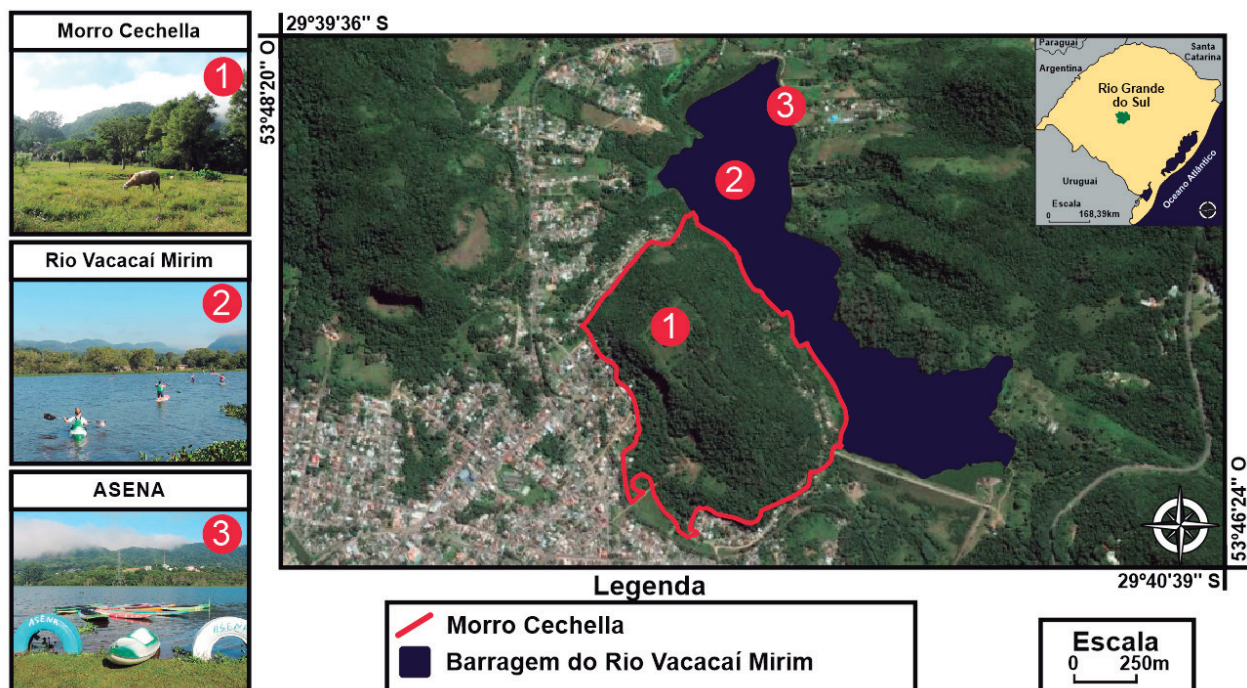 Morro Cechella
1
Rio Vacacaí Mirim
2
ASENA
3
ASENA
ASENA
29°39'36" S
53°48'20" O
1
2
3
Paraguai
Argentina
Santa
Catarina
Rio Grande
do Sul
Uruguai
Oceano Atlântico
Escala
0 168,39km
53°46'24" O
29°40'39" S
Legenda
Morro Cechella
Barragem do Rio Vacacaí Mirim
Escala
0 250m